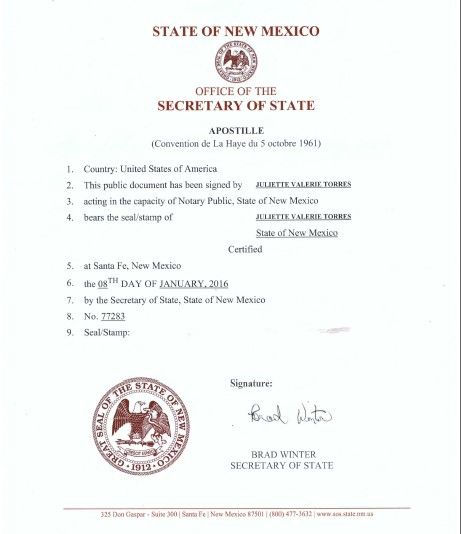 STATE OF NEW MEXICO
OFFICE OF THE
SECRETARY OF STATE
APOSTILLE
(Convention de La Haye du 5 octobre 1961)
1. Country: United States of America
2. This public document has been signed by JULIETTE VALERIE TORRES
3. acting in the capacity of Notary Public, State of New Mexico
4. bears the seal/stamp of JULIETTE VALERIE TORRES
State of New Mexico
Certified
5. at Santa Fe, New Mexico
6. the 08TH DAY OF JANUARY, 2016
7. by the Secretary of State, State of New Mexico
8. No. 77283
9. Seal/Stamp:
GREAT SEAL OF THE STATE OF NEW MEXICO
•1912•
Signature:
Brad Winter
BRAD WINTER
SECRETARY OF STATE
325 Don Gaspar - Suite 300 | Santa Fe | New Mexico 87501 | (800) 477-3632 | www.sos.state.nm.us